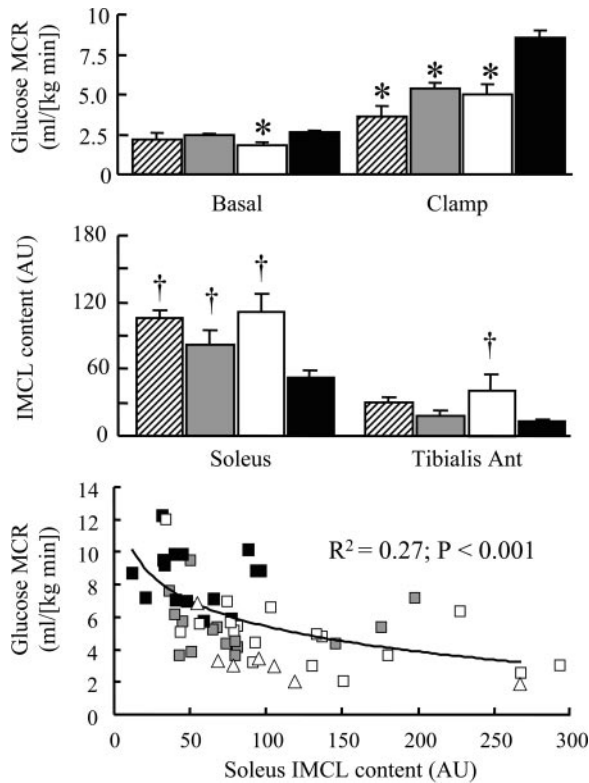 Glucose MCR
(ml/[kg min])
10
7.5
5.0
2.5
0
*
*
*
*
Basal
Clamp
IMCL content (AU)
180
120
60
0
†
†
†
†
Soleus
Tibialis Ant
Glucose MCR
(ml/[kg min])
14
12
10
8
6
4
2
0
R² = 0.27; P < 0.001
0
50
100
150
200
250
300
Soleus IMCL content (AU)